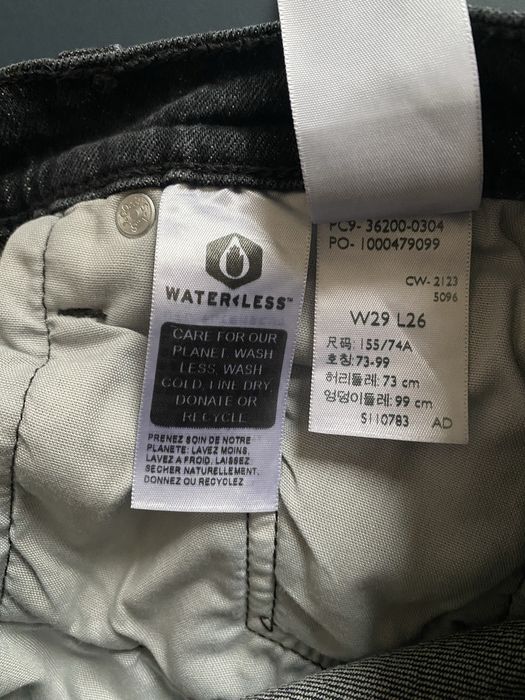 WATER<LESS™
CARE FOR OUR
PLANET. WASH
LESS, WASH
COLD, LINE DRY,
DONATE OR
RECYCLE
PRENEZ SOIN DE NOTRE
PLANETE: LAVEZ MOINS,
LAVEZ A FROID, LAISSEZ
SECHER NATURELLEMENT,
DONNEZ OU RECYCLEZ
PC9- 36200-0304
PO- 1000479099
CW- 2123
5096
W29 L26
尺码: 155/74A
호칭: 73-99
허리둘레: 73 cm
엉덩이둘레: 99 cm
S110783 AD